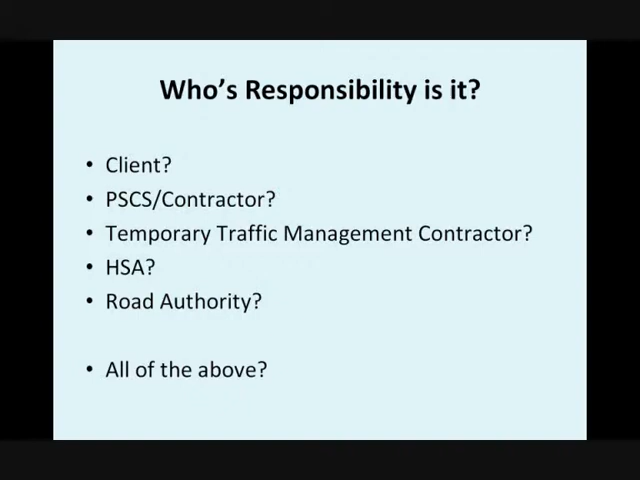 Who's Responsibility is it?
• Client?
• PSCS/Contractor?
• Temporary Traffic Management Contractor?
• HSA?
• Road Authority?
• All of the above?